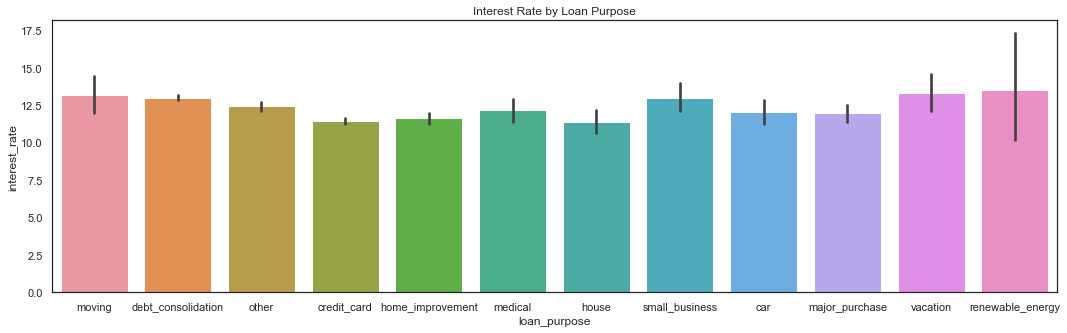 Interest Rate by Loan Purpose
17.5
15.0
12.5
10.0
7.5
5.0
2.5
0.0
interest_rate
moving debt_consolidation other credit_card home_improvement medical house small_business car major_purchase vacation renewable_energy
loan_purpose